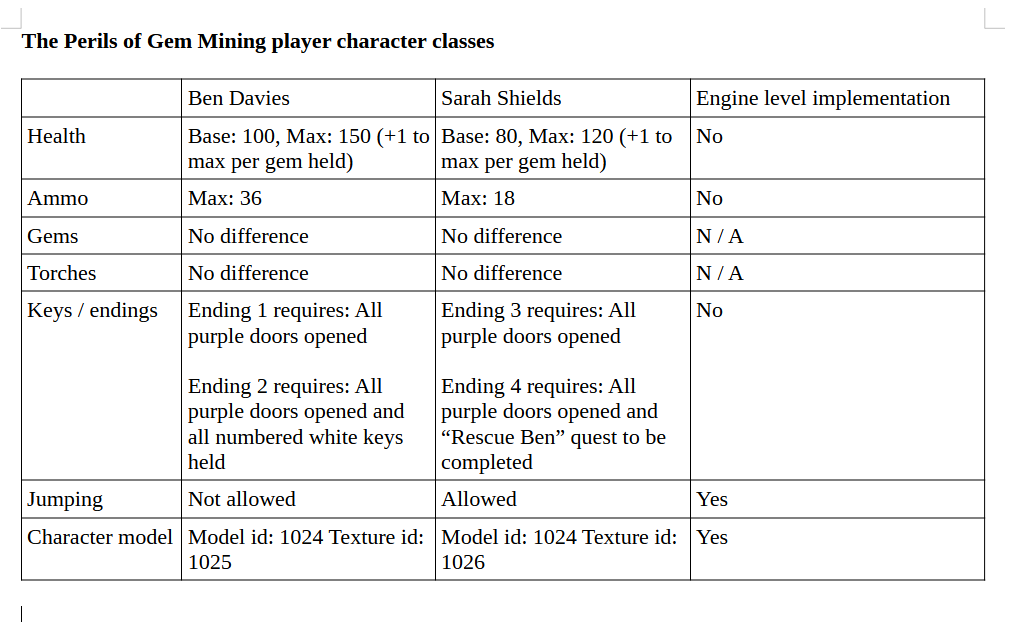 The Perils of Gem Mining player character classes
Ben Davies
Sarah Shields
Engine level implementation
Health
Base: 100, Max: 150 (+1 to
max per gem held)
Base: 80, Max: 120 (+1 to
max per gem held)
No
Ammo
Max: 36
Max: 18
No
Gems
No difference
No difference
N / A
Torches
No difference
No difference
N / A
Keys / endings
Ending 1 requires: All
purple doors opened
Ending 2 requires: All
purple doors opened and
all numbered white keys
held
Ending 3 requires: All
purple doors opened
Ending 4 requires: All
purple doors opened and
“Rescue Ben” quest to be
completed
No
Jumping
Not allowed
Allowed
Yes
Character model
Model id: 1024 Texture id:
1025
Model id: 1024 Texture id:
1026
Yes